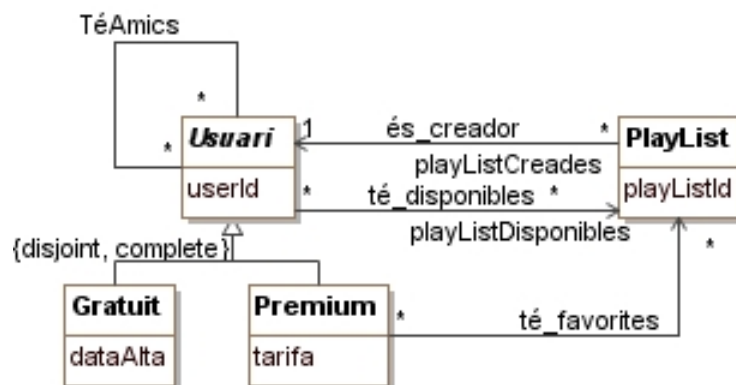 TéAmics
*
*
Usuari
userId
1
és_creador
*
playListCreades
*
té_disponibles
*
playListDisponibles
PlayList
playListId
{disjoint, complete}
Gratuit
dataAlta
Premium
tarifa
*
té_favorites
*